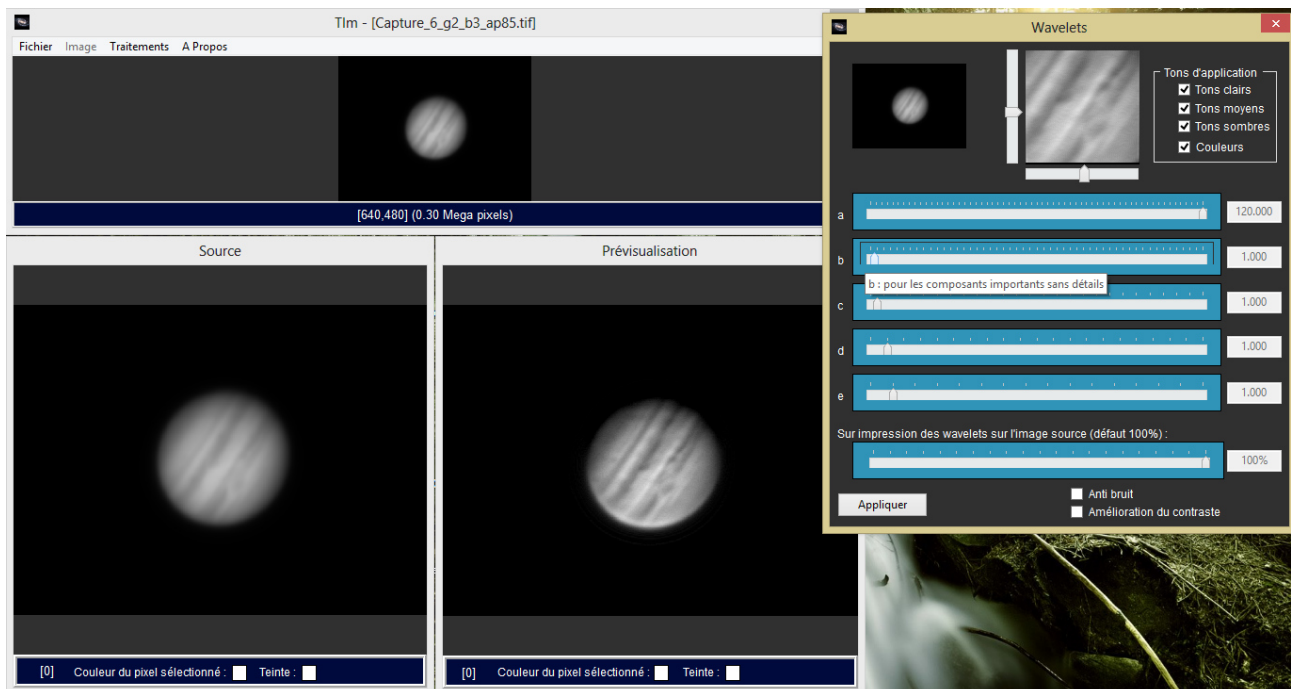 TIm - [Capture_6_g2_b3_ap85.tif]
Fichier Image Traitements A Propos
[640,480] (0.30 Mega pixels)
Source
Prévisualisation
[0] Couleur du pixel sélectionné : Teinte :
[0] Couleur du pixel sélectionné : Teinte :
Wavelets
Tons d'application
Tons clairs
Tons moyens
Tons sombres
Couleurs
a 120.000
b 1.000
b : pour les composants importants sans détails
c 1.000
d 1.000
e 1.000
Sur impression des wavelets sur l'image source (défaut 100%) :
100%
Appliquer
Anti bruit
Amélioration du contraste